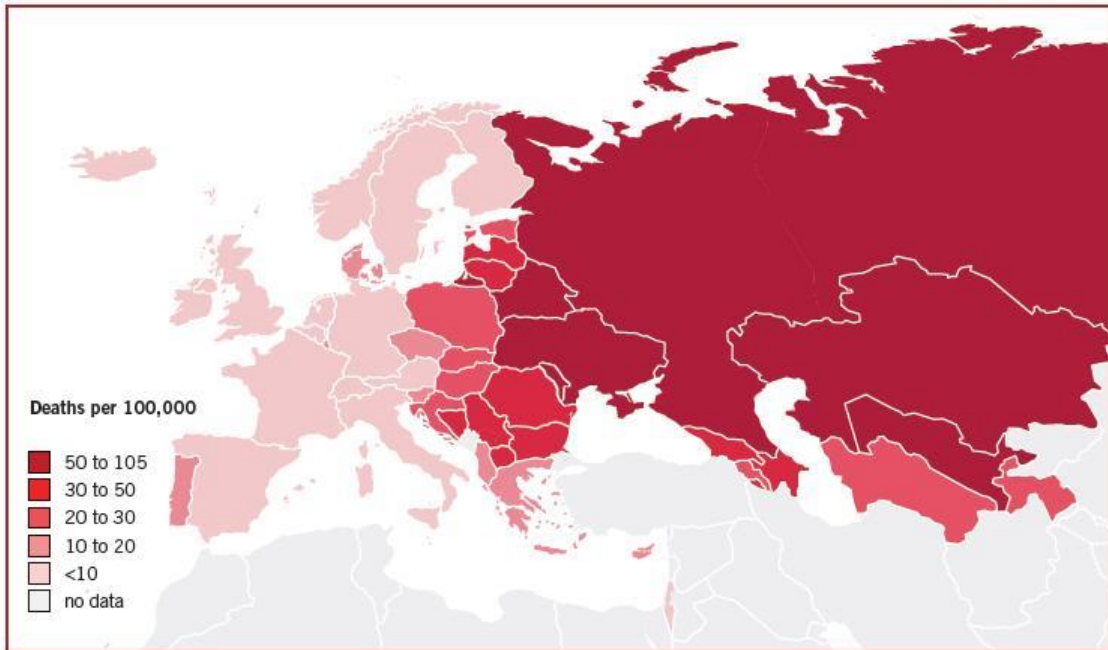 Deaths per 100,000
50 to 105
30 to 50
20 to 30
10 to 20
<10
no data